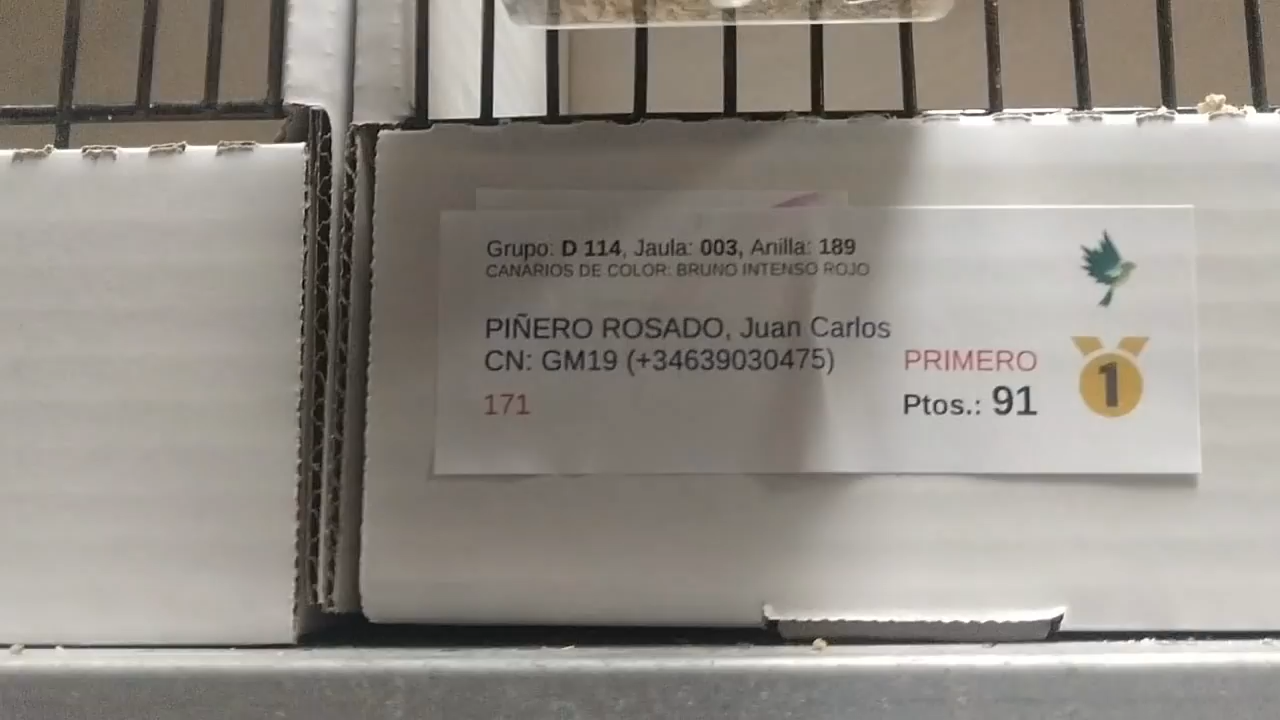 Grupo: D 114, Jaula: 003, Anilla: 189
CANARIOS DE COLOR: BRUNO INTENSO ROJO
PIÑERO ROSADO, Juan Carlos
CN: GM19 (+34639030475)
PRIMERO
171
Ptos.: 91
1